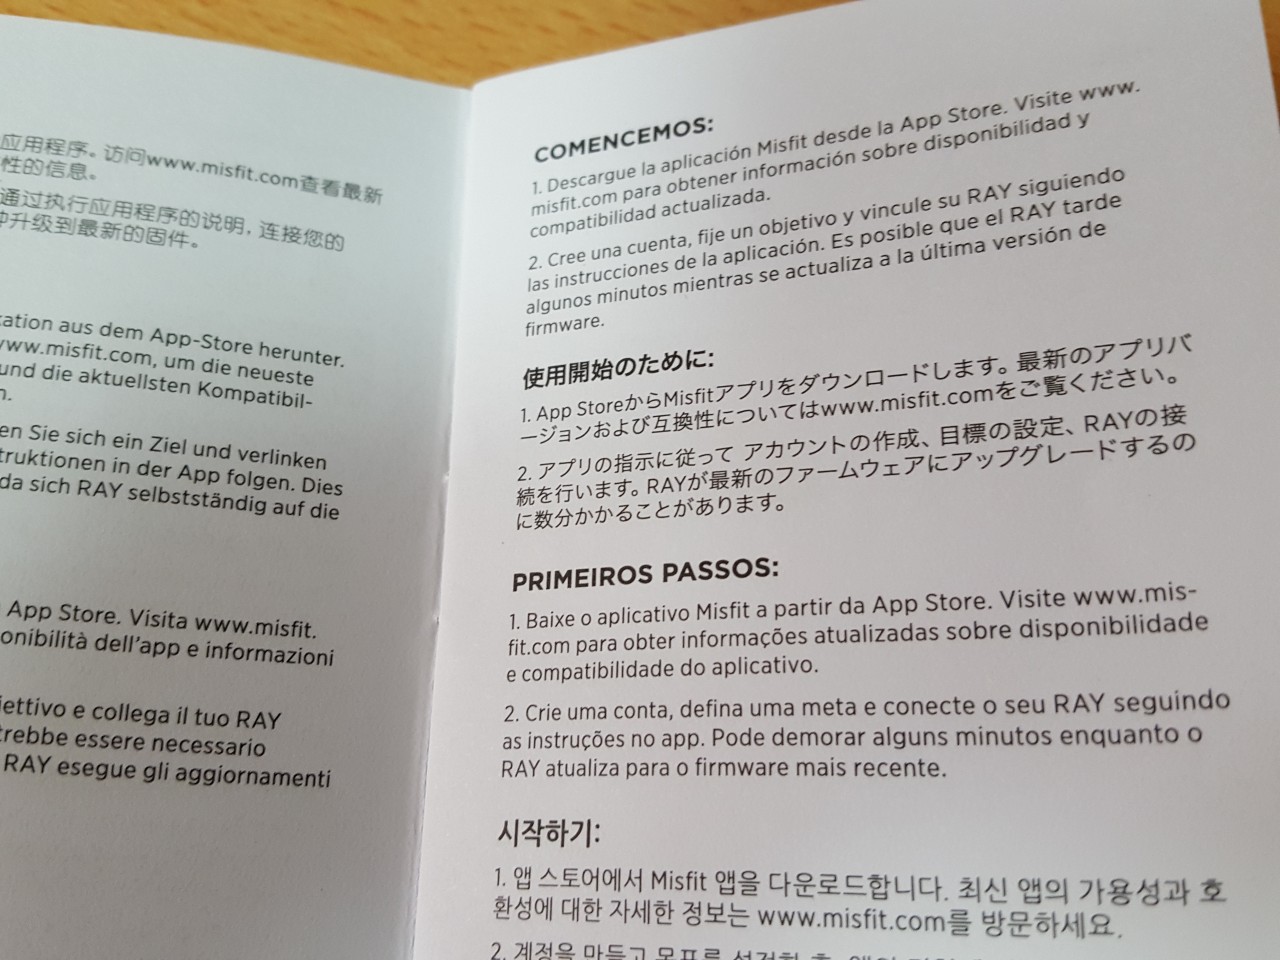 应用程序。访问www.misfit.com查看最新
性的信息。
通过执行应用程序的说明, 连接您的
升级到最新的固件。
ation aus dem App-Store herunter.
www.misfit.com, um die neueste
und die aktuellsten Kompatibil-
n.
en Sie sich ein Ziel und verlinken
truktionen in der App folgen. Dies
da sich RAY selbstständig auf die
App Store. Visita www.misfit.
onibilità dell'app e informazioni
iettivo e collega il tuo RAY
trebbe essere necessario
RAY esegue gli aggiornamenti
COMENCEMOS:
1. Descargue la aplicación Misfit desde la App Store. Visite www.
misfit.com para obtener información sobre disponibilidad y
compatibilidad actualizada.
2. Cree una cuenta, fije un objetivo y vincule su RAY siguiendo
las instrucciones de la aplicación. Es posible que el RAY tarde
algunos minutos mientras se actualiza a la última versión de
firmware.
使用開始のために:
1. App StoreからMisfitアプリをダウンロードします。最新のアプリバ
ージョンおよび互換性についてはwww.misfit.comをご覧ください。
2. アプリの指示に従って アカウントの作成、目標の設定、RAYの接
続を行います。RAYが最新のファームウェアにアップグレードするの
に数分かかることがあります。
PRIMEIROS PASSOS:
1. Baixe o aplicativo Misfit a partir da App Store. Visite www.mis-
fit.com para obter informações atualizadas sobre disponibilidade
e compatibilidade do aplicativo.
2. Crie uma conta, defina uma meta e conecte o seu RAY seguindo
as instruções no app. Pode demorar alguns minutos enquanto o
RAY atualiza para o firmware mais recente.
시작하기:
1. 앱 스토어에서 Misfit 앱을 다운로드합니다. 최신 앱의 가용성과 호
환성에 대한 자세한 정보는 www.misfit.com를 방문하세요.
2. 계정을 만들고 목표를 설정한 후, 앱의